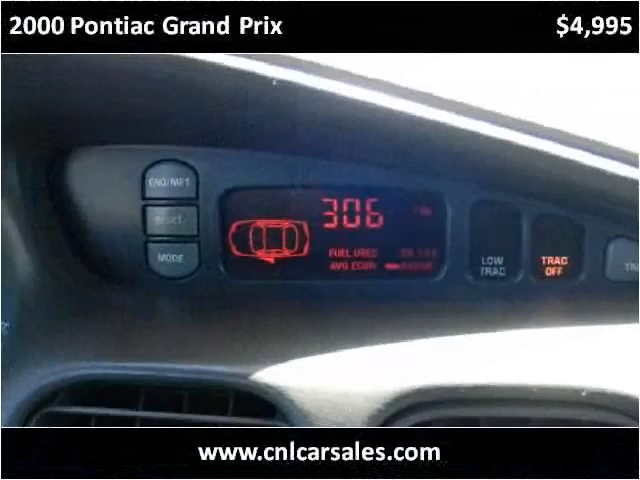 2000 Pontiac Grand Prix $4,995
ENG/MET
RESET
MODE
306
FUEL USED
AVG ECON RANGE
LOW
TRAC
TRAC
OFF
www.cnlcarsales.com